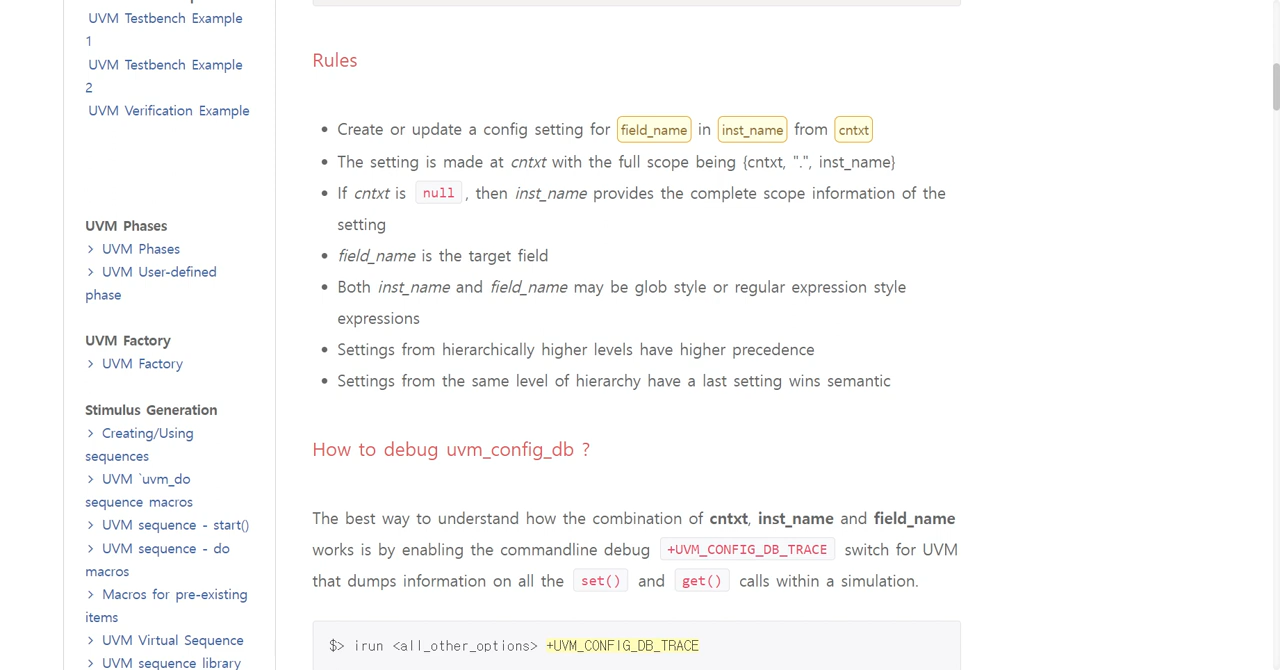 UVM Testbench Example
1
UVM Testbench Example
2
UVM Verification Example
UVM Phases
> UVM Phases
> UVM User-defined
phase
UVM Factory
> UVM Factory
Stimulus Generation
> Creating/Using
sequences
> UVM `uvm_do
sequence macros
> UVM sequence - start()
> UVM sequence - do
macros
> Macros for pre-existing
items
> UVM Virtual Sequence
> UVM sequence library
Rules
• Create or update a config setting for field_name in inst_name from cntxt
• The setting is made at cntxt with the full scope being {cntxt, ".", inst_name}
• If cntxt is null , then inst_name provides the complete scope information of the
setting
• field_name is the target field
• Both inst_name and field_name may be glob style or regular expression style
expressions
• Settings from hierarchically higher levels have higher precedence
• Settings from the same level of hierarchy have a last setting wins semantic
How to debug uvm_config_db ?
The best way to understand how the combination of cntxt, inst_name and field_name
works is by enabling the commandline debug +UVM_CONFIG_DB_TRACE switch for UVM
that dumps information on all the set() and get() calls within a simulation.
$> irun <all_other_options> +UVM_CONFIG_DB_TRACE